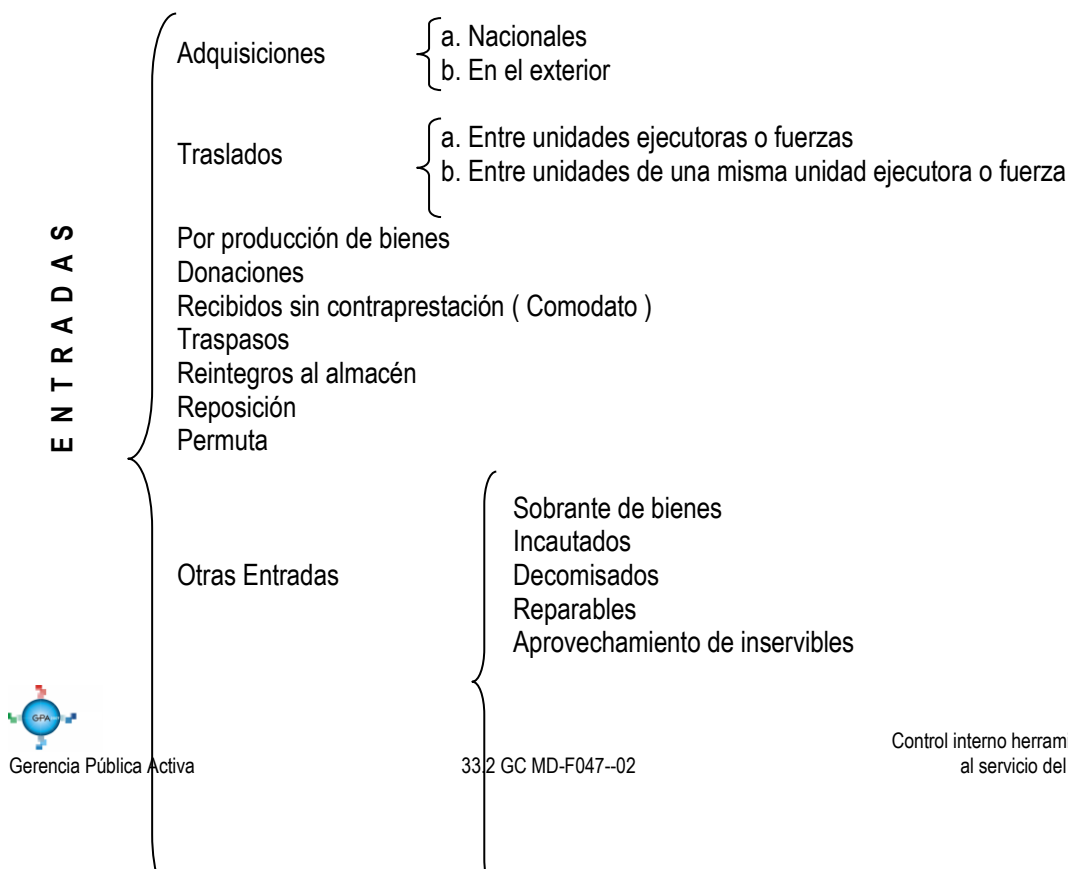 ENTRADAS
Adquisiciones
a. Nacionales
b. En el exterior
Traslados
a. Entre unidades ejecutoras o fuerzas
b. Entre unidades de una misma unidad ejecutora o fuerza
Por producción de bienes
Donaciones
Recibidos sin contraprestación ( Comodato )
Traspasos
Reintegros al almacén
Reposición
Permuta
Otras Entradas
Sobrante de bienes
Incautados
Decomisados
Reparables
Aprovechamiento de inservibles
GPA
Gerencia Pública Activa
33.2 GC MD-F047--02
Control interno herrami
al servicio del